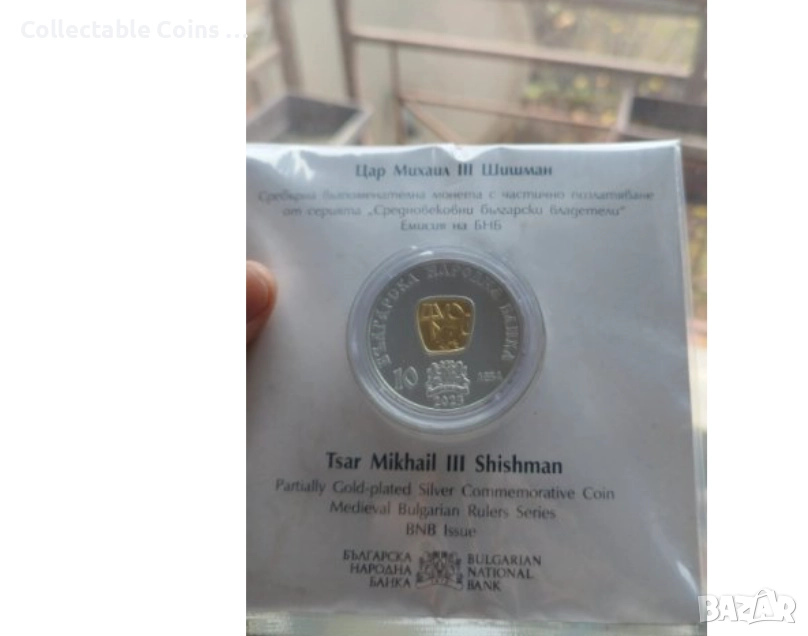 Collectable Coins ...
Цар Михаил III Шишман
Сребърна възпоменателна монета с частично позлатяване
от серията „Средновековни български владетели“
Емисия на БНБ
БЪЛГАРСКА НАРОДНА БАНКА
10 ЛЕВА
2023
Tsar Mikhail III Shishman
Partially Gold-plated Silver Commemorative Coin
Medieval Bulgarian Rulers Series
BNB Issue
БЪЛГАРСКА
НАРОДНА
БАНКА
BULGARIAN
NATIONAL
BANK
BAZAR